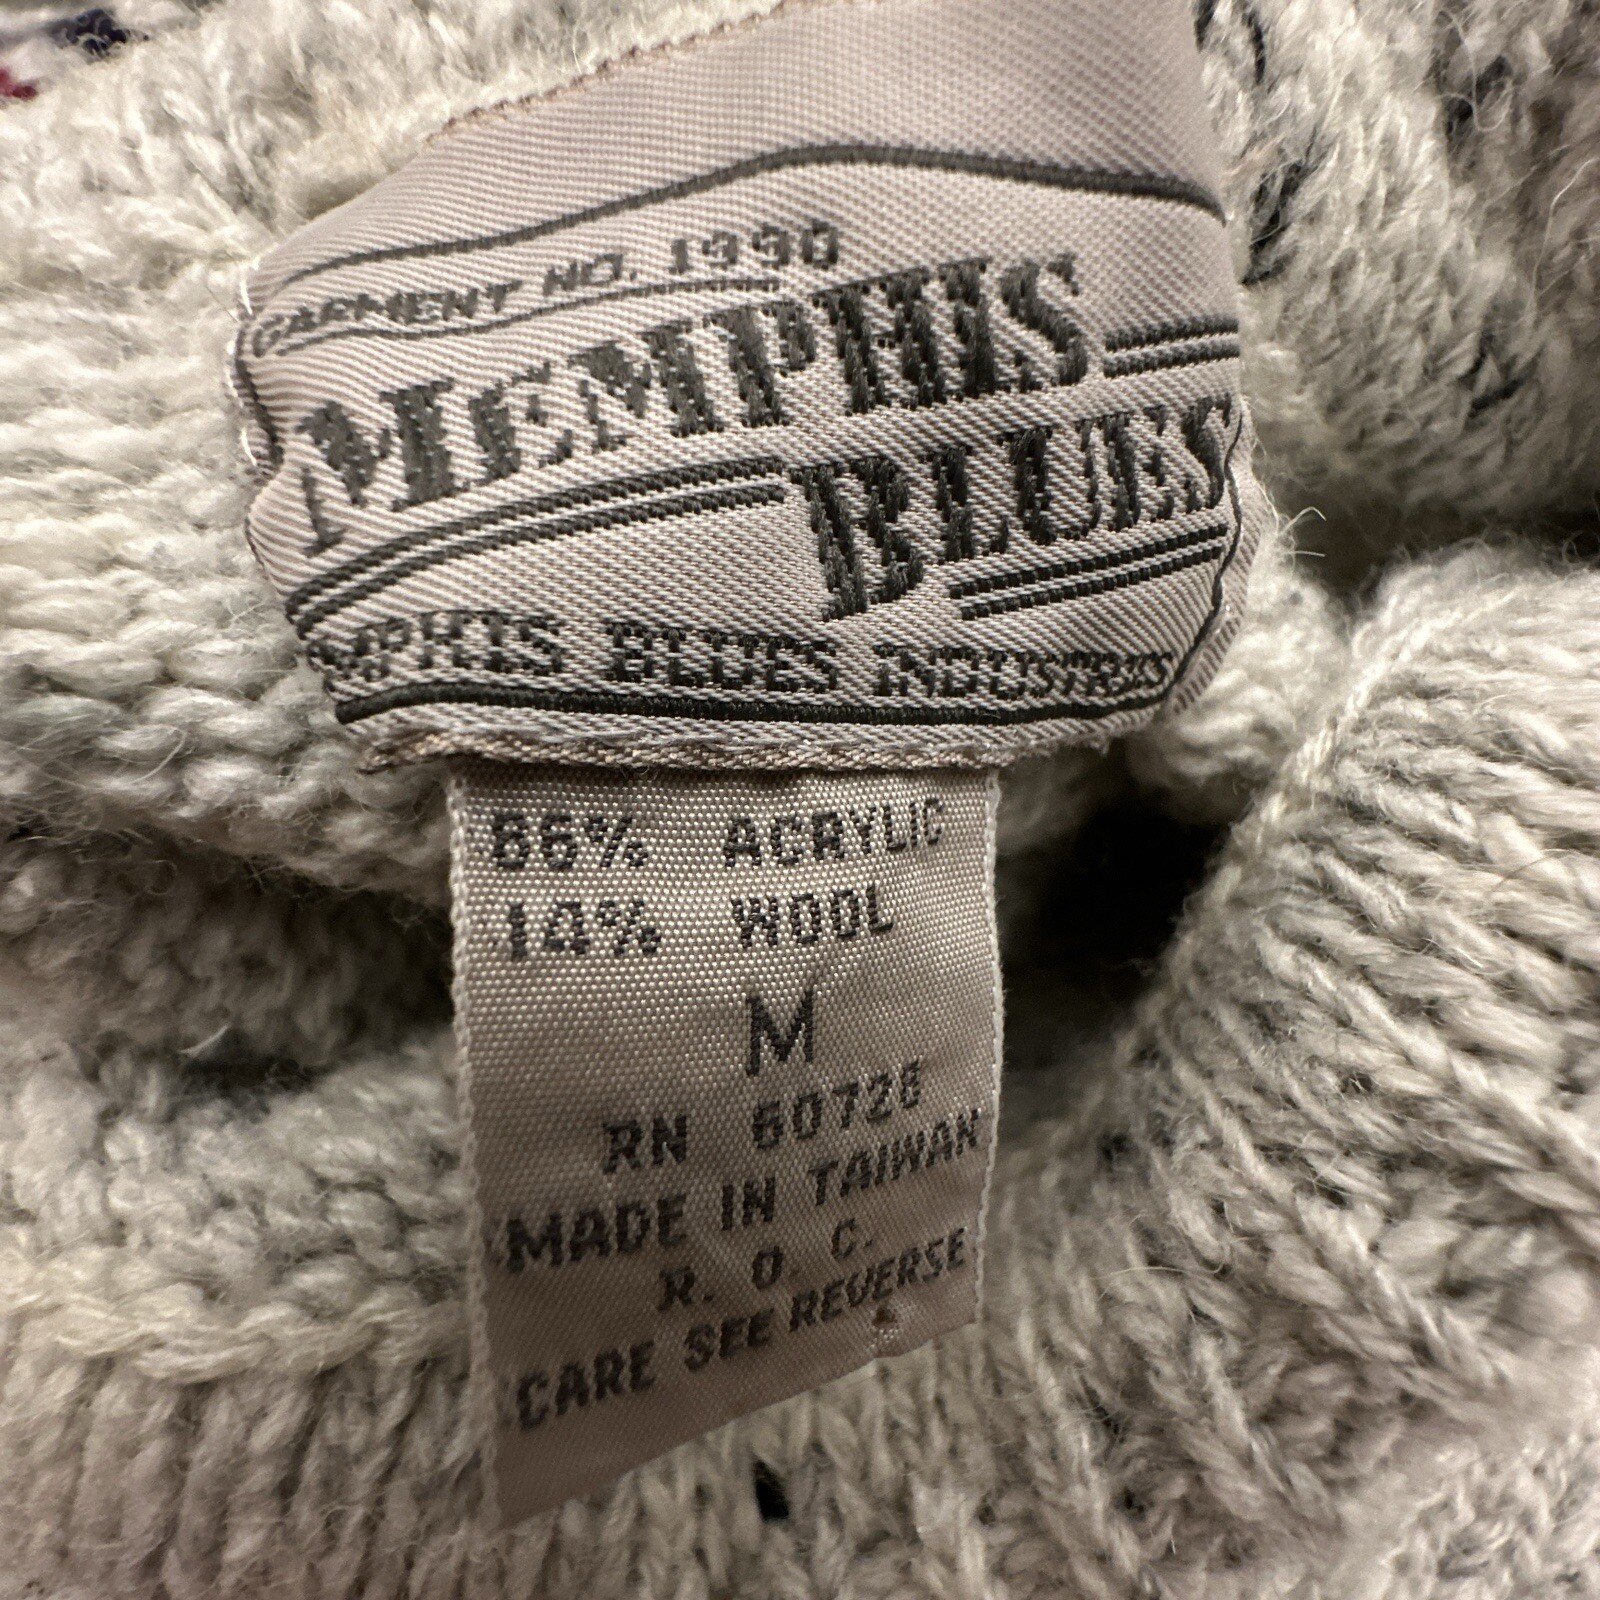 GARMENT NO. 1990
MEMPHIS
BLUES
MPHIS BLUES INDUSTRIES
86% ACRYLIC
14% WOOL
M
RN 60726
MADE IN TAIWAN
R. O. C.
CARE SEE REVERSE